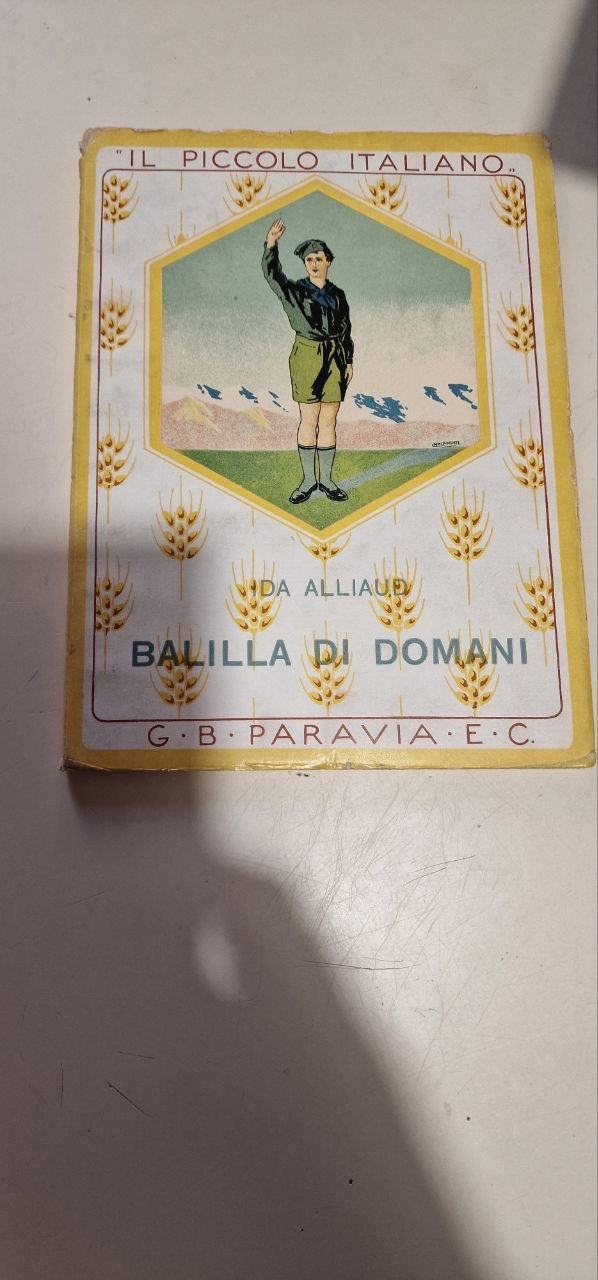 "IL PICCOLO ITALIANO„
IDA ALLIAUD
BALILLA DI DOMANI
G·B·PARAVIA·E·C.